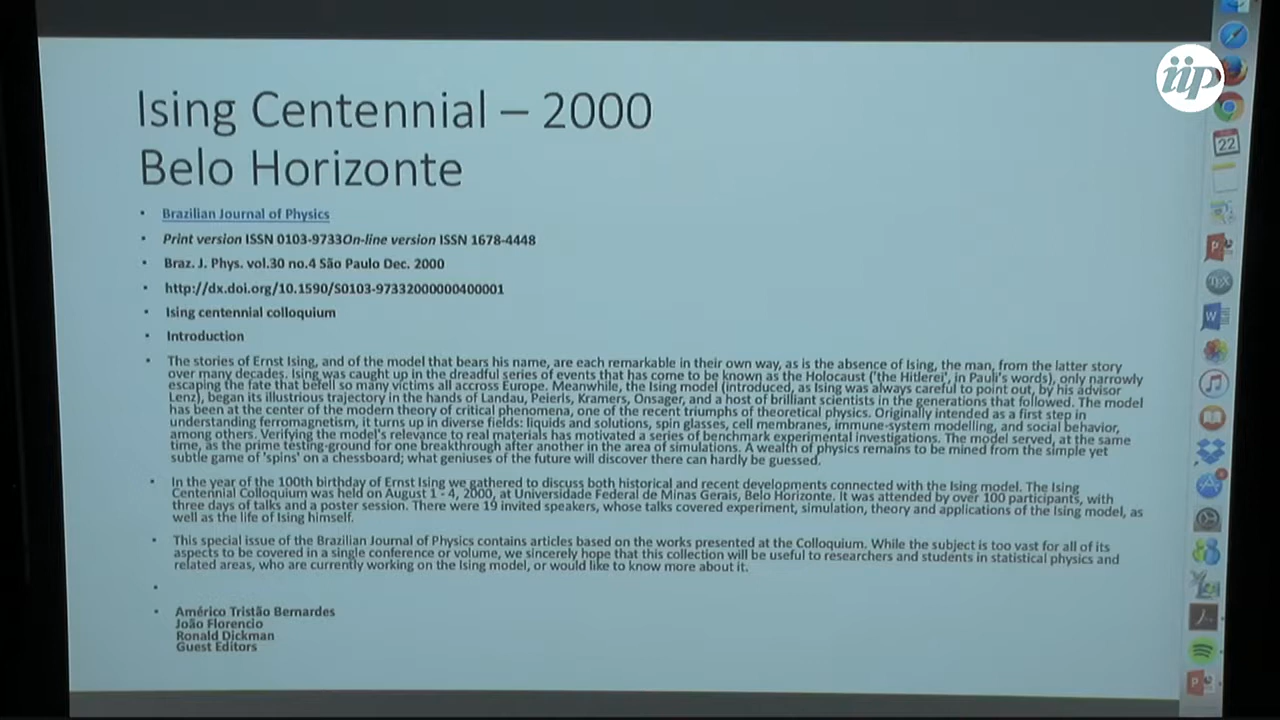 iip
Ising Centennial – 2000
Belo Horizonte
Brazilian Journal of Physics
Print version ISSN 0103-9733On-line version ISSN 1678-4448
Braz. J. Phys. vol.30 no.4 São Paulo Dec. 2000
http://dx.doi.org/10.1590/S0103-97332000000400001
Ising centennial colloquium
Introduction
The stories of Ernst Ising, and of the model that bears his name, are each remarkable in their own way, as is the absence of Ising, the man, from the latter story
over many decades. Ising was caught up in the dreadful series of events that has come to be known as the Holocaust ('the Hitlerei', in Pauli's words), only narrowly
escaping the fate that befell so many victims all accross Europe. Meanwhile, the Ising model (introduced, as Ising was always careful to point out, by his advisor
Lenz), began its illustrious trajectory in the hands of Landau, Peierls, Kramers, Onsager, and a host of brilliant scientists in the generations that followed. The model
has been at the center of the modern theory of critical phenomena, one of the recent triumphs of theoretical physics. Originally intended as a first step in
understanding ferromagnetism, it turns up in diverse fields: liquids and solutions, spin glasses, cell membranes, immune-system modelling, and social behavior,
among others. Verifying the model's relevance to real materials has motivated a series of benchmark experimental investigations. The model served, at the same
time, as the prime testing-ground for one breakthrough after another in the area of simulations. A wealth of physics remains to be mined from the simple yet
subtle game of 'spins' on a chessboard; what geniuses of the future will discover there can hardly be guessed.
In the year of the 100th birthday of Ernst Ising we gathered to discuss both historical and recent developments connected with the Ising model. The Ising
Centennial Colloquium was held on August 1 - 4, 2000, at Universidade Federal de Minas Gerais, Belo Horizonte. It was attended by over 100 participants, with
three days of talks and a poster session. There were 19 invited speakers, whose talks covered experiment, simulation, theory and applications of the Ising model, as
well as the life of Ising himself.
This special issue of the Brazilian Journal of Physics contains articles based on the works presented at the Colloquium. While the subject is too vast for all of its
aspects to be covered in a single conference or volume, we sincerely hope that this collection will be useful to researchers and students in statistical physics and
related areas, who are currently working on the Ising model, or would like to know more about it.
Américo Tristão Bernardes
João Florencio
Ronald Dickman
Guest Editors
22